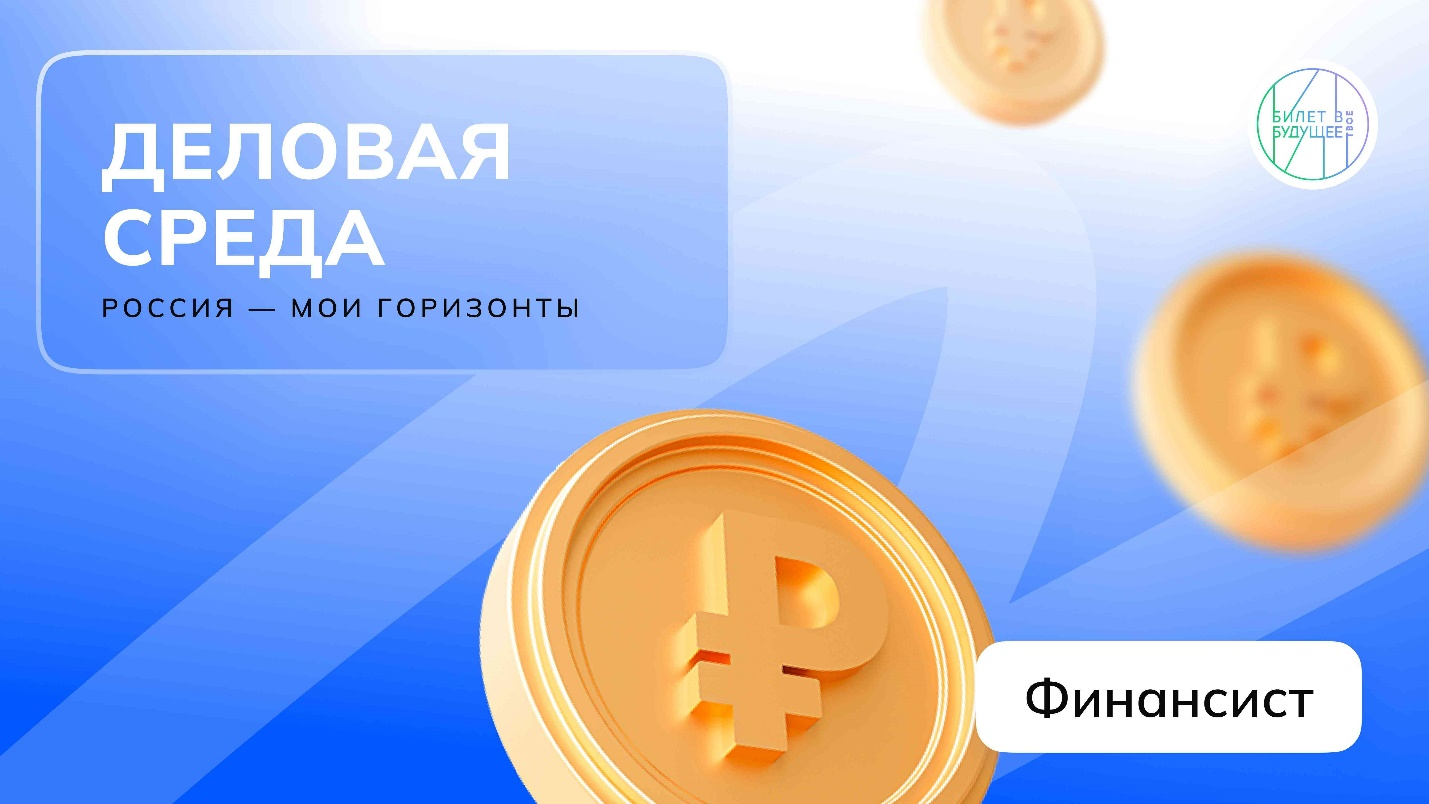 ДЕЛОВАЯ
СРЕДА
РОССИЯ — МОИ ГОРИЗОНТЫ
БИЛЕТ В
БУДУЩЕЕ
ТВОЕ
Финансист